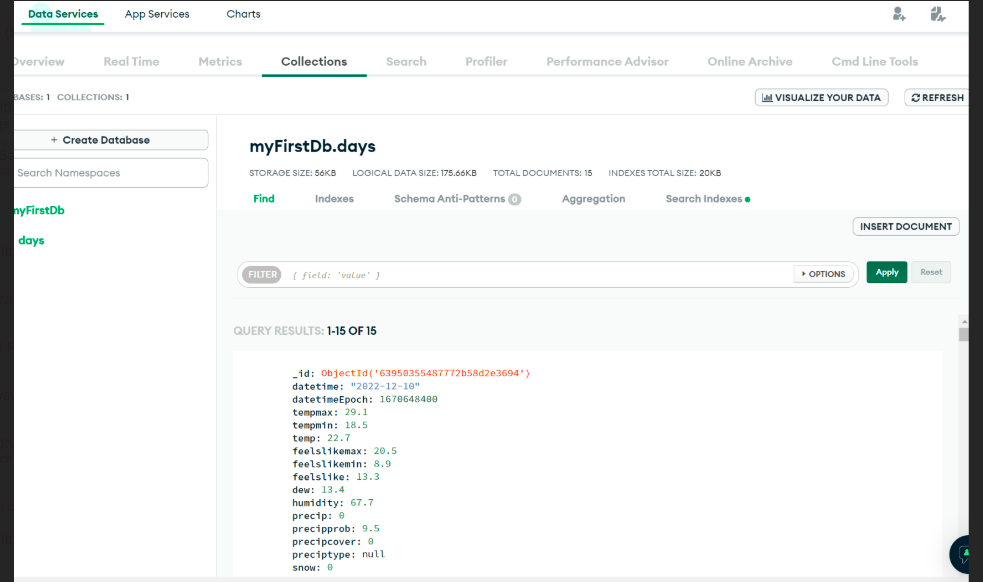 Data Services App Services Charts
Overview Real Time Metrics Collections Search Profiler Performance Advisor Online Archive Cmd Line Tools
BASES: 1 COLLECTIONS: 1 VISUALIZE YOUR DATA REFRESH
+ Create Database
Search Namespaces
myFirstDb
days
myFirstDb.days
STORAGE SIZE: 56KB LOGICAL DATA SIZE: 175.66KB TOTAL DOCUMENTS: 15 INDEXES TOTAL SIZE: 20KB
Find Indexes Schema Anti-Patterns 0 Aggregation Search Indexes
INSERT DOCUMENT
FILTER { field: 'value' } OPTIONS Apply Reset
QUERY RESULTS: 1-15 OF 15
_id: ObjectId('63950355487772b58d2e3694')
datetime: "2022-12-10"
datetimeEpoch: 1670648400
tempmax: 29.1
tempmin: 18.5
temp: 22.7
feelslikemax: 20.5
feelslikemin: 8.9
feelslike: 13.3
dew: 13.4
humidity: 67.7
precip: 0
precipprob: 9.5
precipcover: 0
preciptype: null
snow: 0